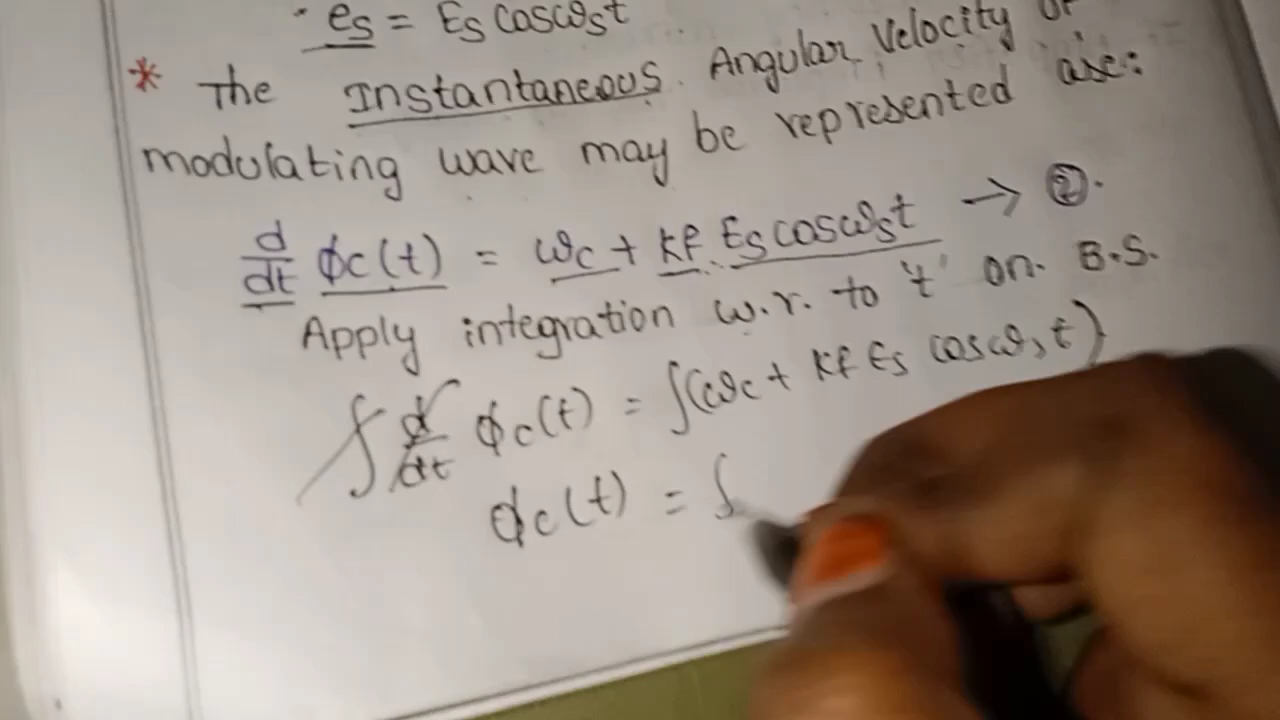 · es = Es cosωst
* The Instantaneous Angular Velocity of
modulating wave may be represented as:
d/dt ϕc(t) = ωc + kf Es cosωst → ②.
Apply integration w.r. to 't' on B.S.
∫ d/dt ϕc(t) = ∫(ωc + kf Es cosωst)
ϕc(t) = ∫